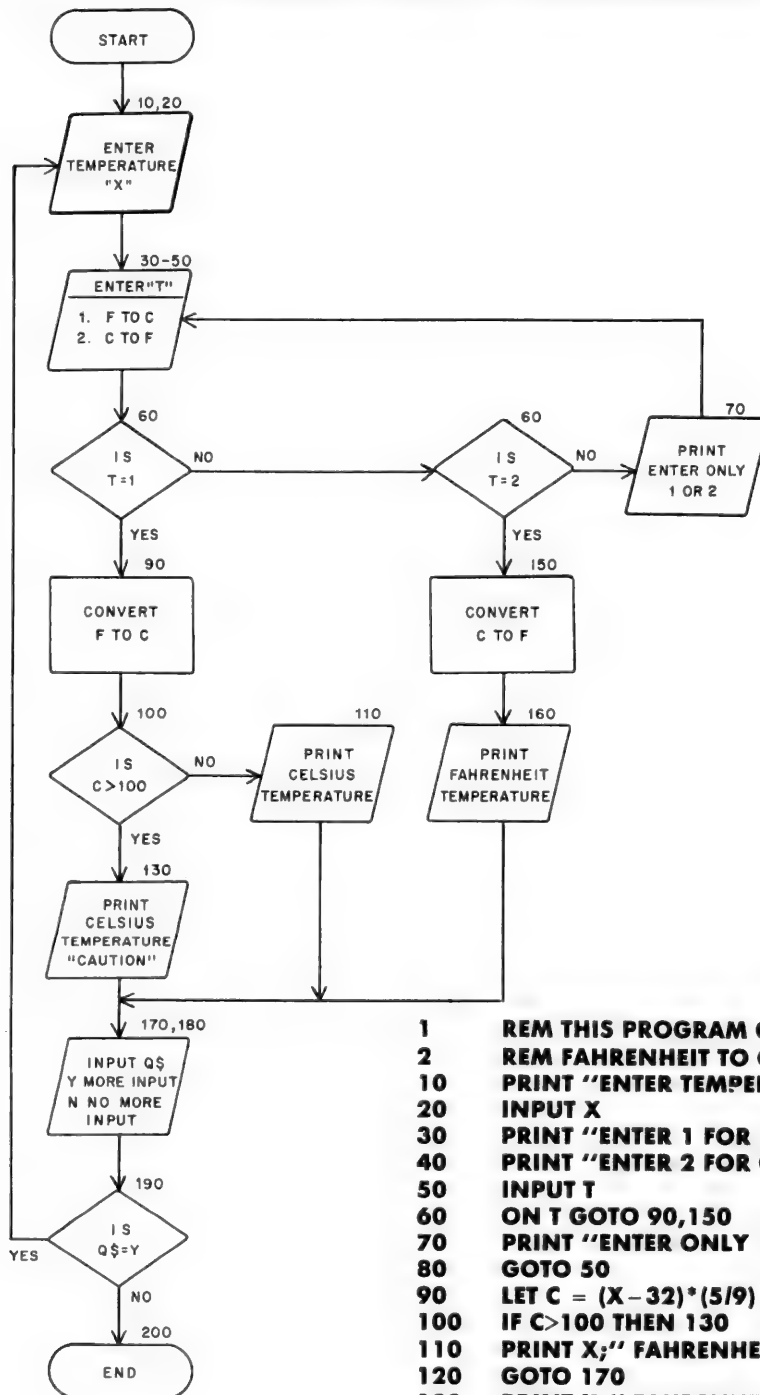 START
10,20
ENTER
TEMPERATURE
"X"
30-50
ENTER "T"
1. F TO C
2. C TO F
60
IS
T=1
NO
YES
60
IS
T=2
NO
YES
70
PRINT
ENTER ONLY
1 OR 2
90
CONVERT
F TO C
150
CONVERT
C TO F
100
IS
C>100
NO
YES
110
PRINT
CELSIUS
TEMPERATURE
160
PRINT
FAHRENHEIT
TEMPERATURE
130
PRINT
CELSIUS
TEMPERATURE
"CAUTION"
170,180
INPUT Q$
Y MORE INPUT
N NO MORE
INPUT
190
IS
Q$=Y
YES
NO
200
END
1 REM THIS PROGRAM
2 REM FAHRENHEIT TO
10 PRINT "ENTER
20 INPUT X
30 PRINT "ENTER 1 FOR
40 PRINT "ENTER 2 FOR
50 INPUT T
60 ON T GOTO 90,150
70 PRINT "ENTER ONLY
80 GOTO 50
90 LET C = (X-32)*(5/9)
100 IF C>100 THEN 130
110 PRINT X;"
120 GOTO 170